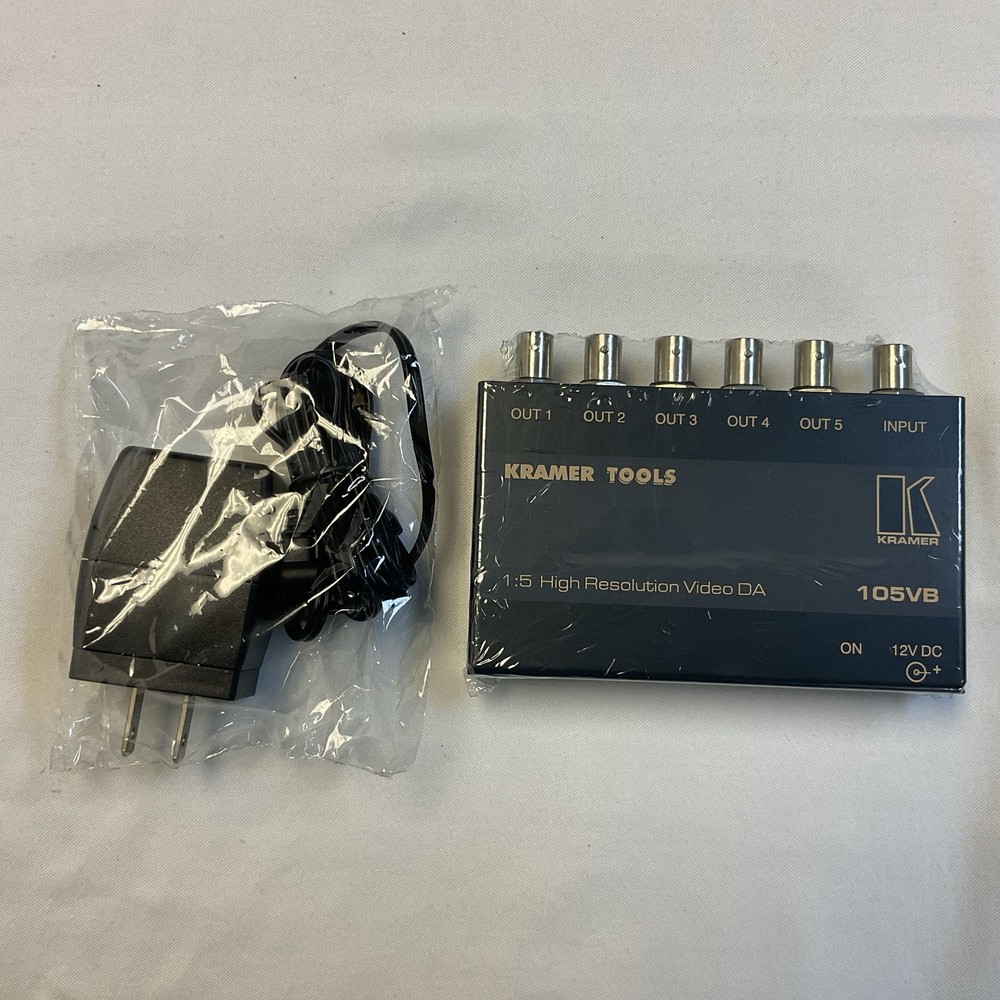 OUT 1 OUT 2 OUT 3 OUT 4 OUT 5 INPUT
KRAMER TOOLS
K
KRAMER
1:5 High Resolution Video DA 105VB
ON 12V DC
+